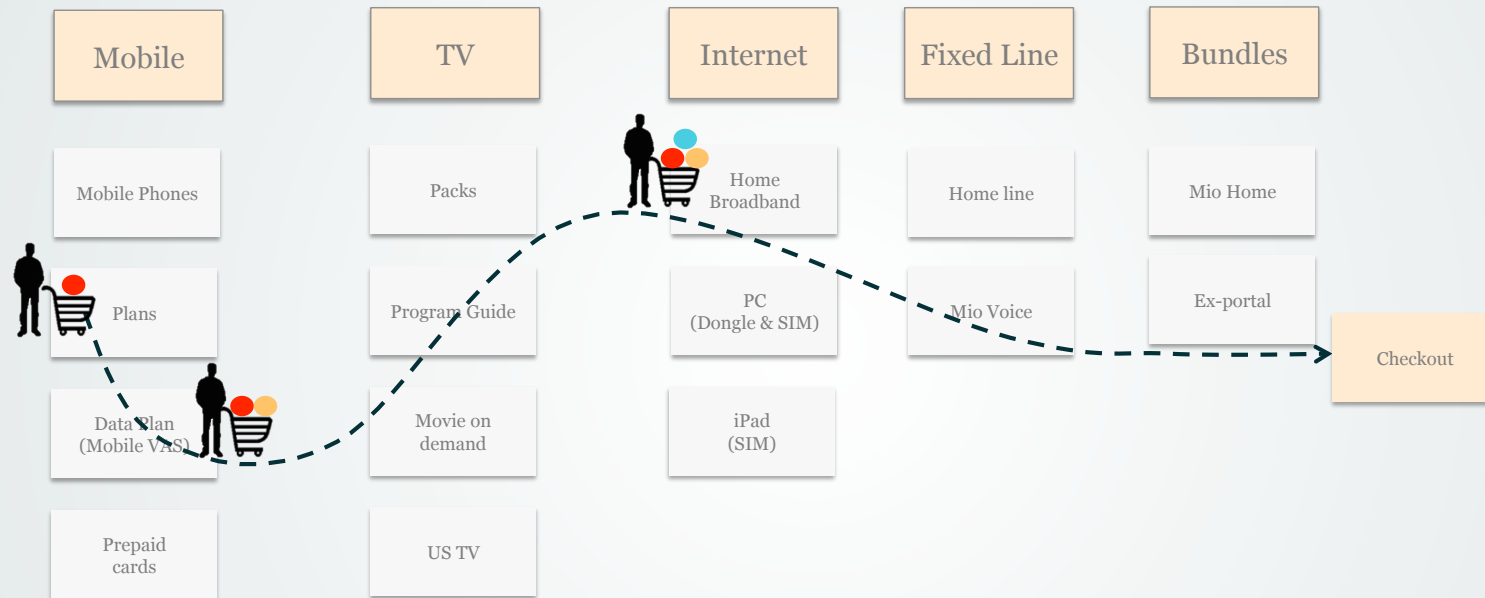 Mobile
TV
Internet
Fixed Line
Bundles
Mobile Phones
Packs
Home
Broadband
Home line
Mio Home
Plans
Program Guide
PC
(Dongle & SIM)
Mio Voice
Ex-portal
Checkout
Data Plan
(Mobile VAS)
Movie on
demand
iPad
(SIM)
Prepaid
cards
US TV